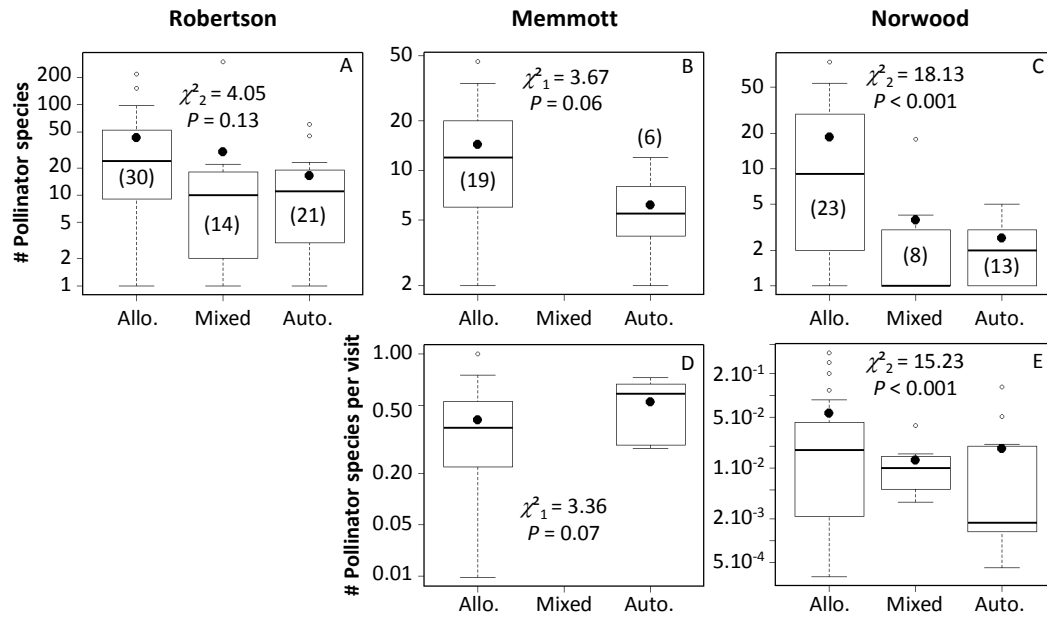 Robertson
Memmott
Norwood
# Pollinator species
200
100
50
20
10
5
2
1
A
χ²₂ = 4.05
P = 0.13
(30)
(14)
(21)
Allo.
Mixed
Auto.
50
20
10
5
2
B
χ²₁ = 3.67
P = 0.06
(19)
(6)
Allo.
Mixed
Auto.
50
20
10
5
2
1
C
χ²₂ = 18.13
P < 0.001
(23)
(8)
(13)
Allo.
Mixed
Auto.
# Pollinator species per visit
1.00
0.50
0.20
0.05
0.01
D
χ²₁ = 3.36
P = 0.07
Allo.
Mixed
Auto.
2.10⁻¹
5.10⁻²
1.10⁻²
2.10⁻³
5.10⁻⁴
E
χ²₂ = 15.23
P < 0.001
Allo.
Mixed
Auto.